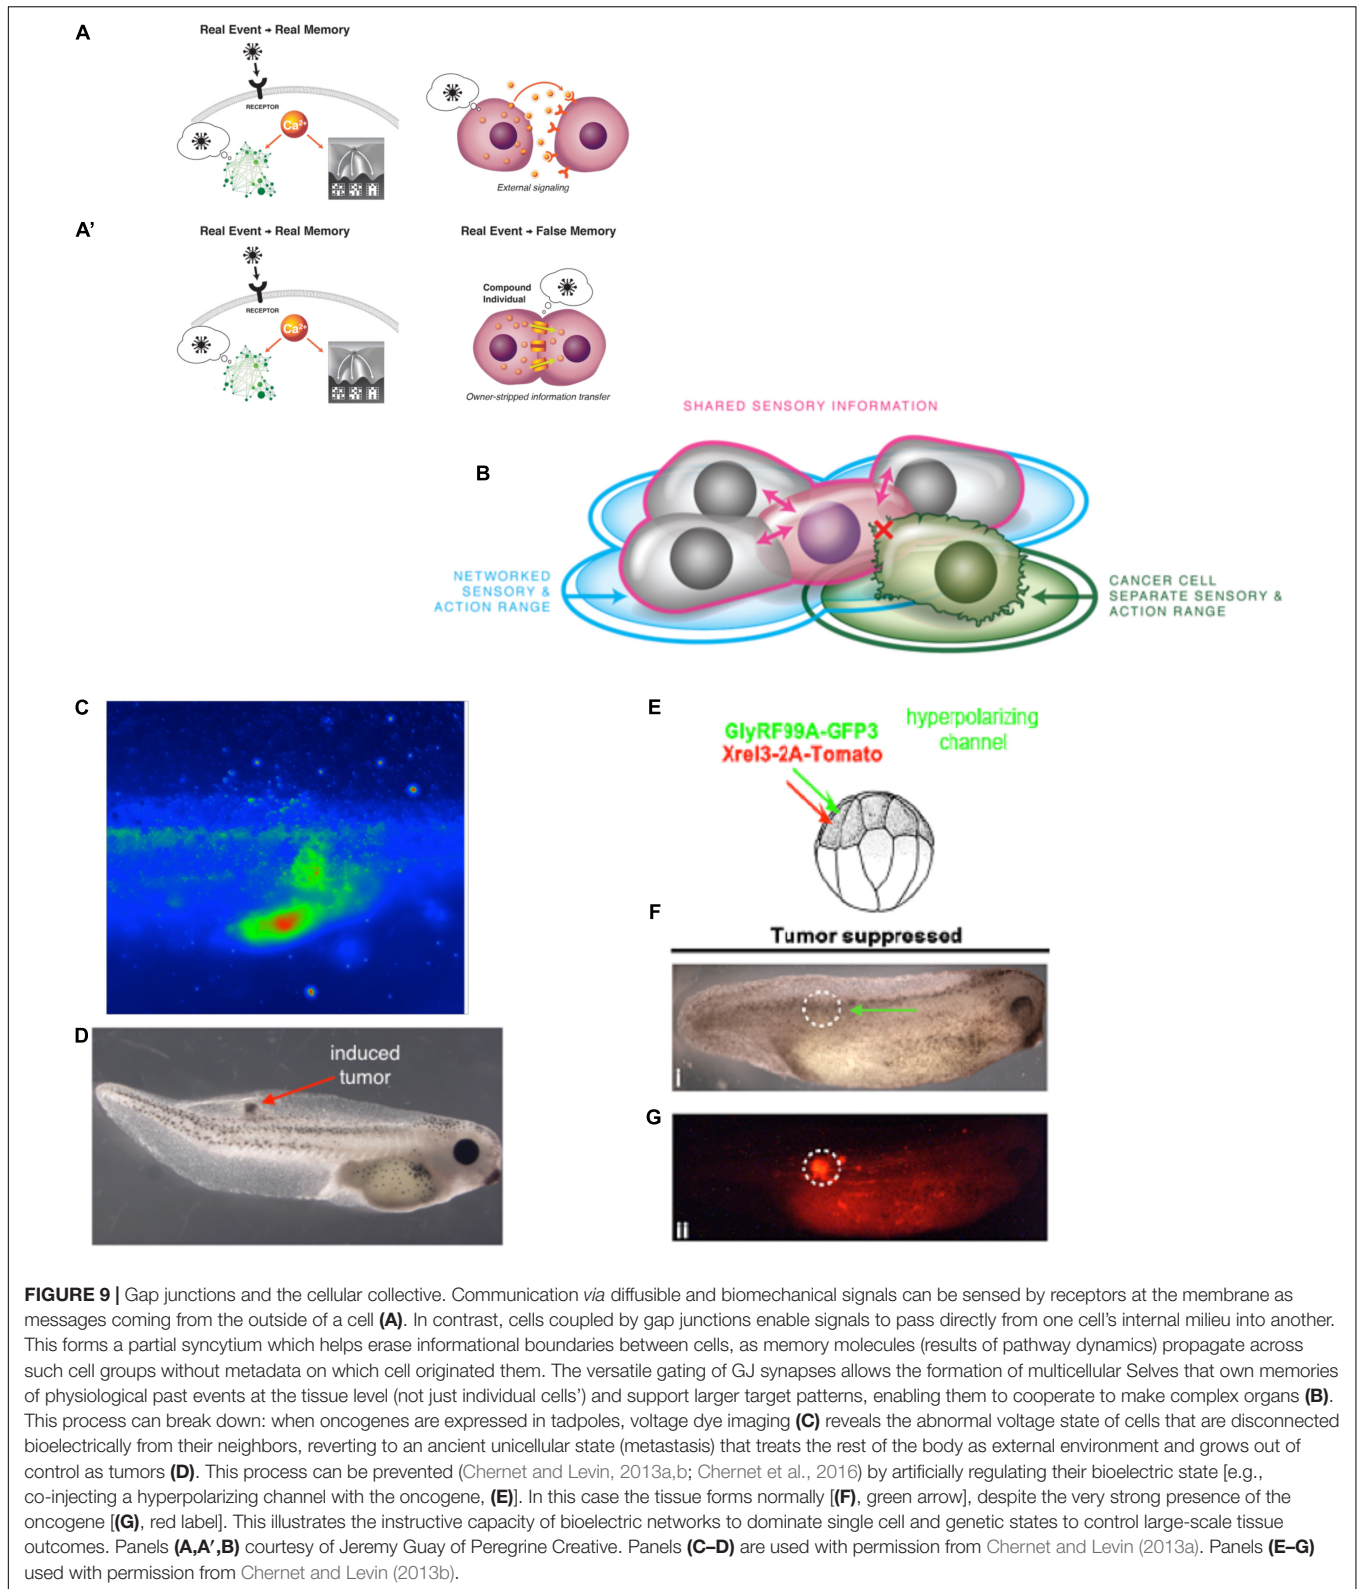 A
Real Event → Real Memory
RECEPTOR
Ca²⁺
External signaling
A’
Real Event → Real Memory
Real Event → False Memory
RECEPTOR
Ca²⁺
Compound
Individual
Owner-stripped information transfer
SHARED SENSORY INFORMATION
B
NETWORKED
SENSORY &
ACTION RANGE
CANCER CELL
SEPARATE SENSORY &
ACTION RANGE
C
E
GlyRF99A-GFP3
Xrel3-2A-Tomato
hyperpolarizing
channel
F
Tumor suppressed
i
D
induced
tumor
G
ii
FIGURE 9 | Gap junctions and the cellular collective. Communication via diffusible and biomechanical signals can be sensed by receptors at the membrane as
messages coming from the outside of a cell (A). In contrast, cells coupled by gap junctions enable signals to pass directly from one cell’s internal milieu into another.
This forms a partial syncytium which helps erase informational boundaries between cells, as memory molecules (results of pathway dynamics) propagate across
such cell groups without metadata on which cell originated them. The versatile gating of GJ synapses allows the formation of multicellular Selves that own memories
of physiological past events at the tissue level (not just individual cells’) and support larger target patterns, enabling them to cooperate to make complex organs (B).
This process can break down: when oncogenes are expressed in tadpoles, voltage dye imaging (C) reveals the abnormal voltage state of cells that are disconnected
bioelectrically from their neighbors, reverting to an ancient unicellular state (metastasis) that treats the rest of the body as external environment and grows out of
control as tumors (D). This process can be prevented (Chernet and Levin, 2013a,b; Chernet et al., 2016) by artificially regulating their bioelectric state [e.g.,
co-injecting a hyperpolarizing channel with the oncogene, (E)]. In this case the tissue forms normally [(F), green arrow], despite the very strong presence of the
oncogene [(G), red label]. This illustrates the instructive capacity of bioelectric networks to dominate single cell and genetic states to control large-scale tissue
outcomes. Panels (A,A′,B) courtesy of Jeremy Guay of Peregrine Creative. Panels (C–D) are used with permission from Chernet and Levin (2013a). Panels (E–G)
used with permission from Chernet and Levin (2013b).